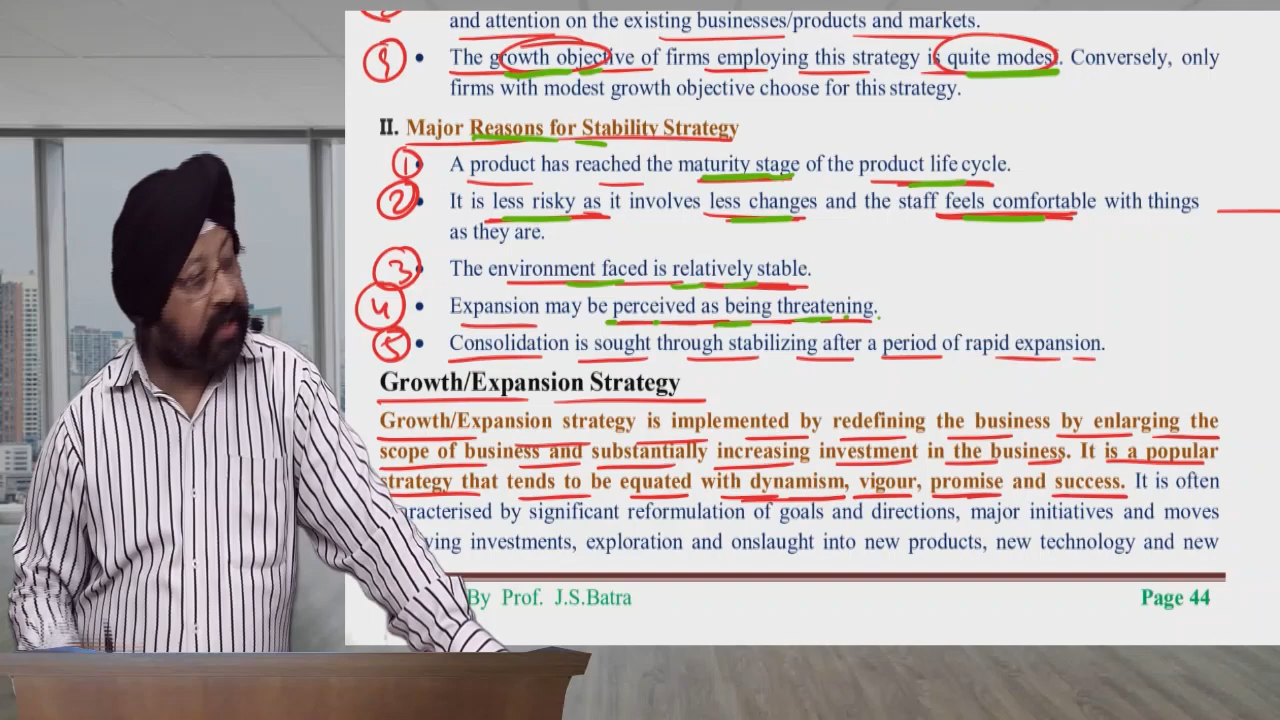 and attention on the existing businesses/products and markets.
9 • The growth objective of firms employing this strategy is quite modest. Conversely, only
firms with modest growth objective choose for this strategy.
II. Major Reasons for Stability Strategy
1 • A product has reached the maturity stage of the product life cycle.
2 • It is less risky as it involves less changes and the staff feels comfortable with things
as they are.
3 • The environment faced is relatively stable.
4 • Expansion may be perceived as being threatening.
5 • Consolidation is sought through stabilizing after a period of rapid expansion.
Growth/Expansion Strategy
Growth/Expansion strategy is implemented by redefining the business by enlarging the
scope of business and substantially increasing investment in the business. It is a popular
strategy that tends to be equated with dynamism, vigour, promise and success. It is often
aracterised by significant reformulation of goals and directions, major initiatives and moves
ving investments, exploration and onslaught into new products, new technology and new
By Prof. J.S.Batra
Page 44